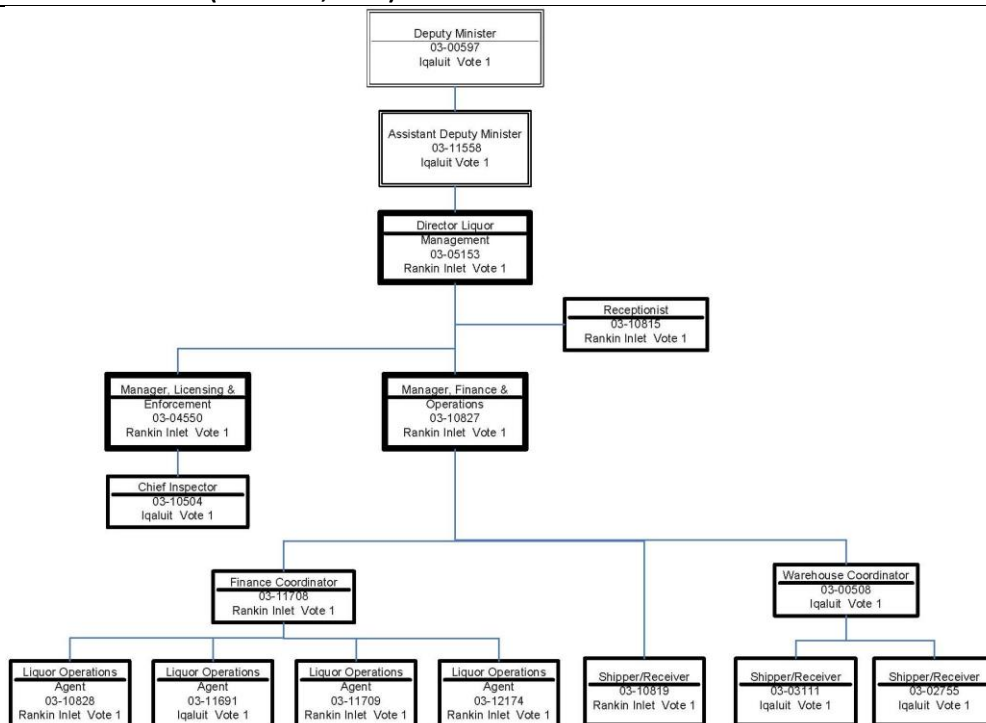 Deputy Minister
03-00597
Iqaluit Vote 1
Assistant Deputy Minister
03-11558
Iqaluit Vote 1
Director Liquor
Management
03-05153
Rankin Inlet Vote 1
Receptionist
03-10815
Rankin Inlet Vote 1
Manager, Licensing &
Enforcement
03-04550
Rankin Inlet Vote 1
Manager, Finance &
Operations
03-10827
Rankin Inlet Vote 1
Chief Inspector
03-10504
Iqaluit Vote 1
Finance Coordinator
03-11708
Rankin Inlet Vote 1
Warehouse Coordinator
03-00508
Iqaluit Vote 1
Liquor Operations
Agent
03-10828
Rankin Inlet Vote 1
Liquor Operations
Agent
03-11691
Iqaluit Vote 1
Liquor Operations
Agent
03-11709
Rankin Inlet Vote 1
Liquor Operations
Agent
03-12174
Rankin Inlet Vote 1
Shipper/Receiver
03-10819
Rankin Inlet Vote 1
Shipper/Receiver
03-03111
Iqaluit Vote 1
Shipper/Receiver
03-02755
Iqaluit Vote 1